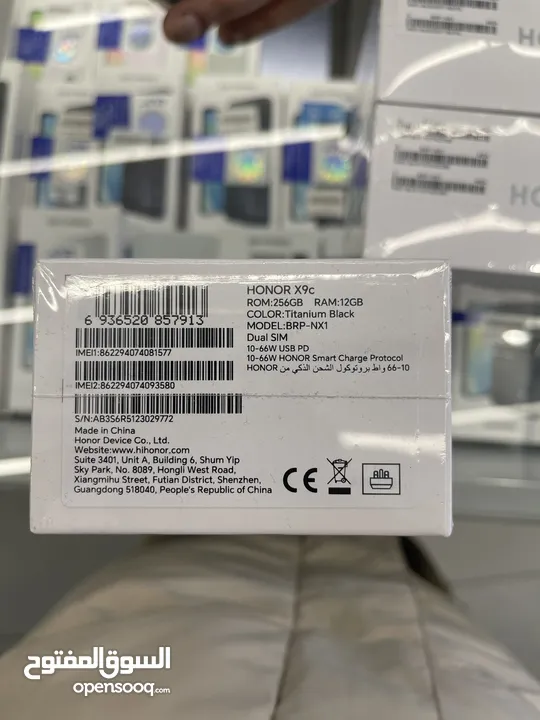 HONOR X9c
ROM:256GB RAM:12GB
COLOR:Titanium Black
MODEL:BRP-NX1
Dual SIM
10-66W USB PD
10-66W HONOR Smart Charge Protocol
10-66 واط بروتوكول الشحن الذكي من HONOR
6 936520 857913
IMEI1:862294074081577
IMEI2:862294074093580
S/N:AB3S6R5123029772
Made in China
Honor Device Co., Ltd.
Website:www.hihonor.com
Suite 3401, Unit A, Building 6, Shum Yip
Sky Park, No. 8089, Hongli West Road,
Xiangmihu Street, Futian District, Shenzhen,
Guangdong 518040, People's Republic of China
CE
السوق المفتوح
opensooq.com